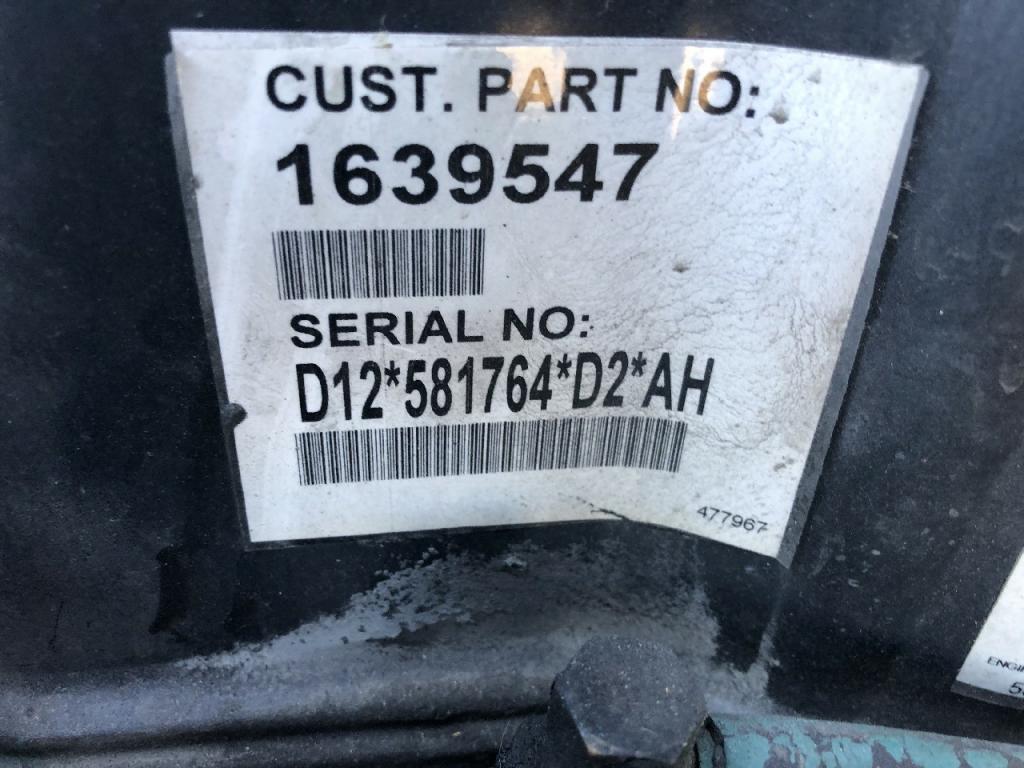 CUST. PART NO:
1639547
SERIAL NO:
D12*581764*D2*AH
477967